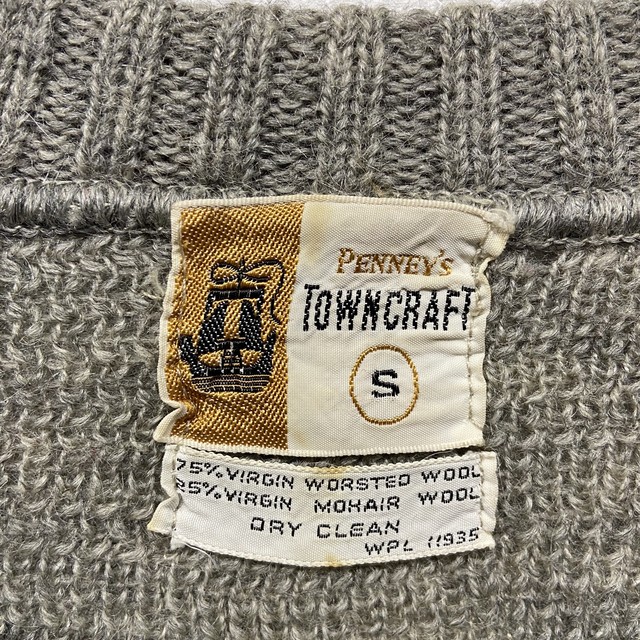 PENNEY'S
TOWNCRAFT
S
75% VIRGIN WORSTED WOOL
25% VIRGIN MOHAIR WOOL
DRY CLEAN
WPL 11935